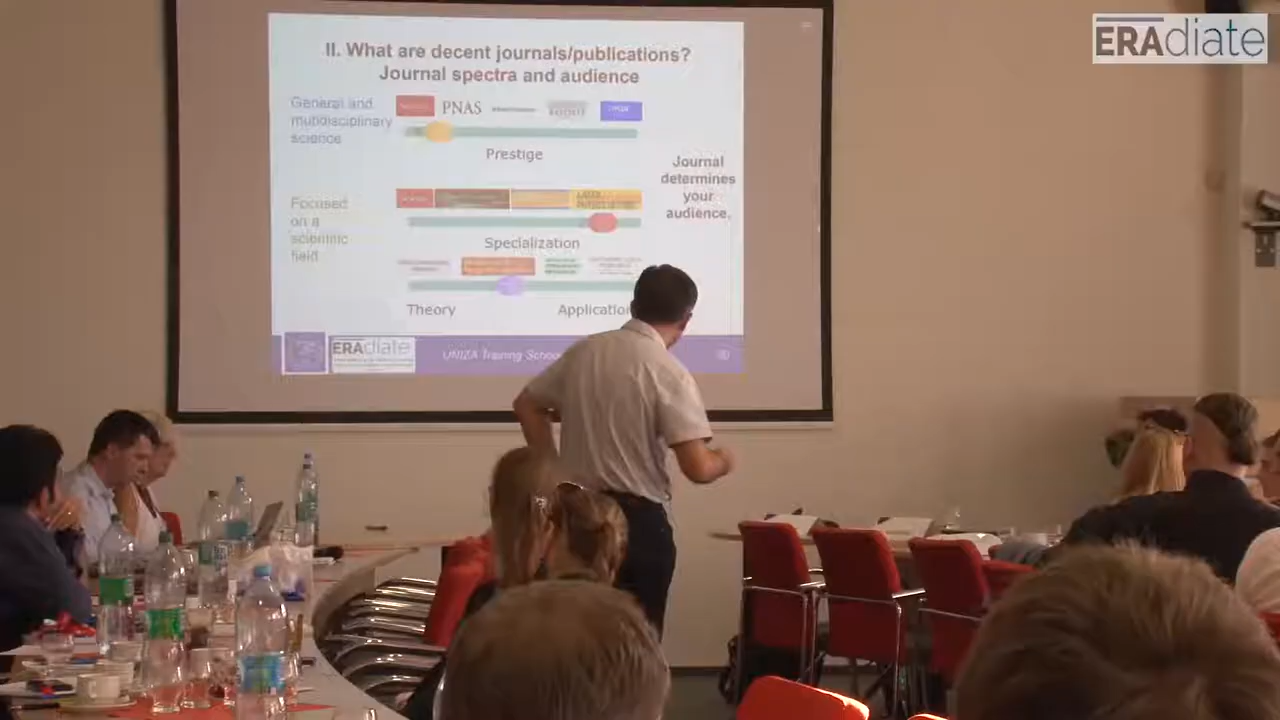 ERAdiate
II. What are decent journals/publications?
Journal spectra and audience
General and
multidisciplinary
science
PNAS
Prestige
Journal
determines
your
audience.
Focused
on a
scientific
field
Specialization
Theory
Application
ERAdiate
UNIZA Training School